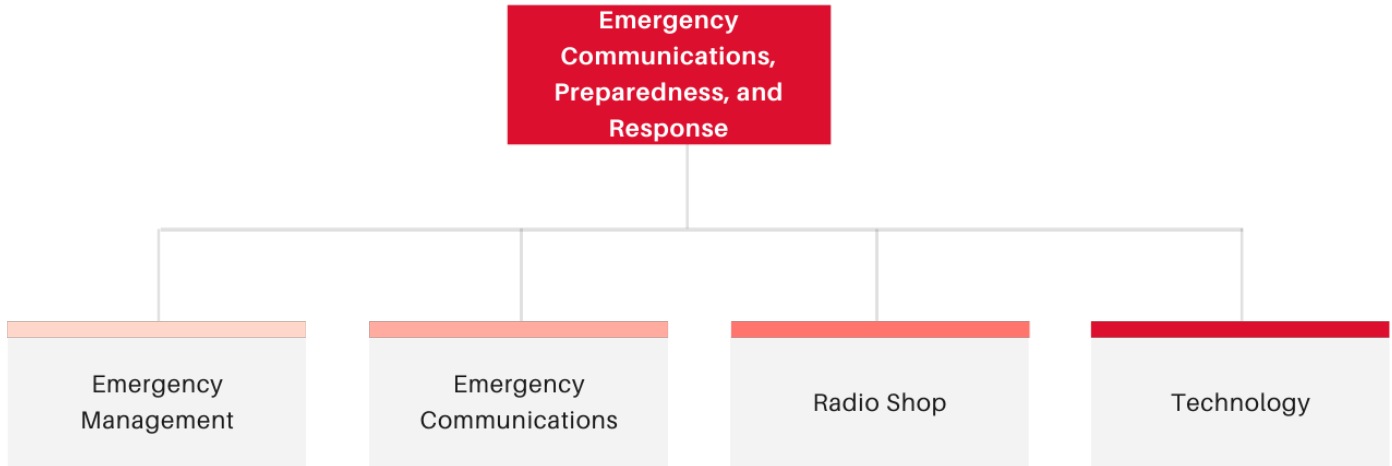 Emergency
Communications,
Preparedness, and
Response
Emergency
Management
Emergency
Communications
Radio Shop
Technology